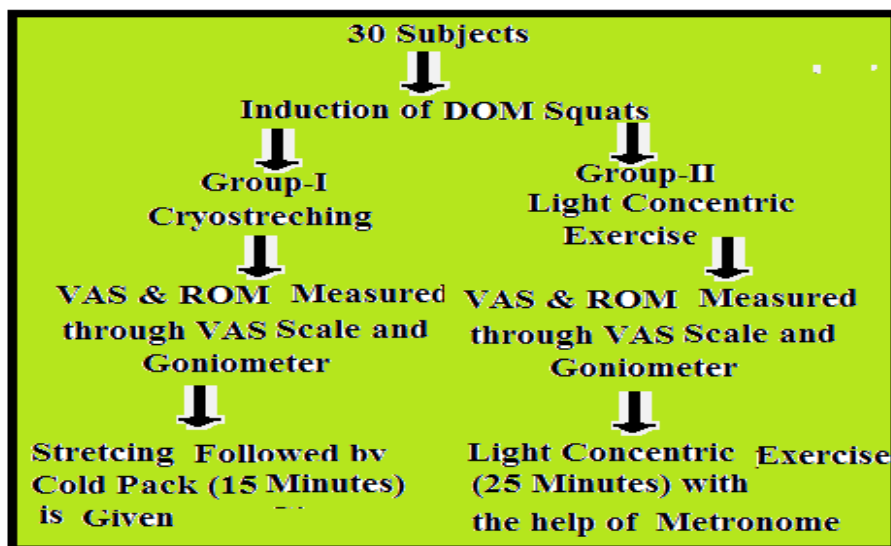 30 Subjects
Induction of DOM Squats
Group-I
Cryostreching
Group-II
Light Concentric
Exercise
VAS & ROM Measured
through VAS Scale and
Goniometer
VAS & ROM Measured
through VAS Scale and
Goniometer
Stretcing Followed by
Cold Pack (15 Minutes)
is Given
Light Concentric Exercise
(25 Minutes) with
the help of Metronome